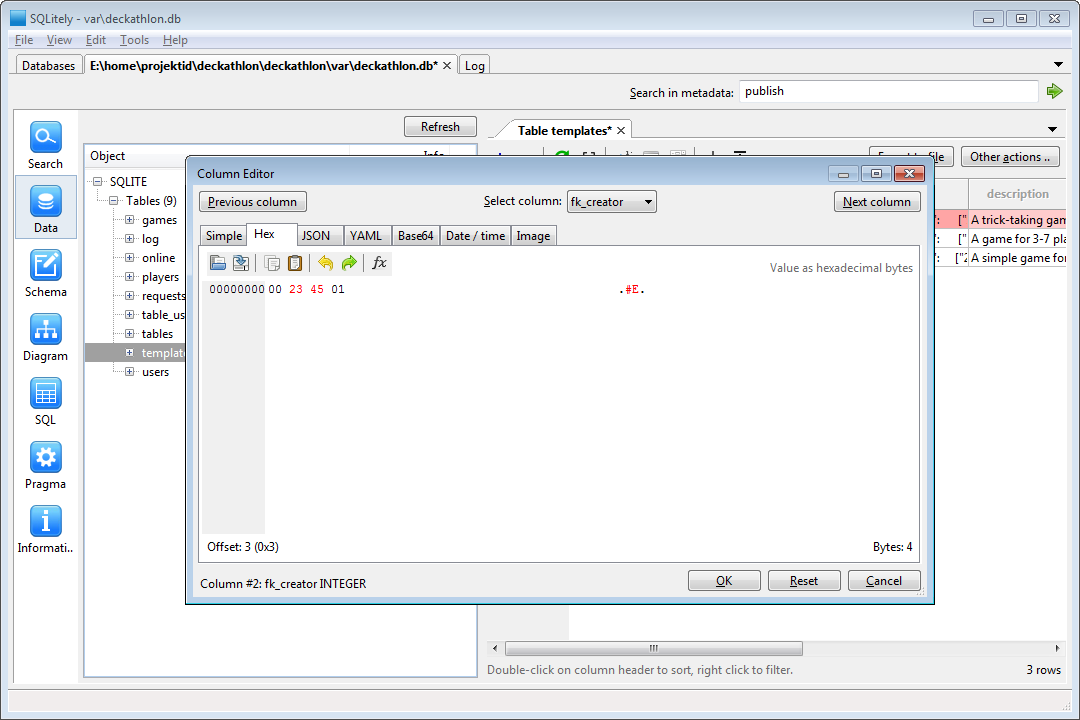 SQLitely - var\deckathlon.db
File View Edit Tools Help
Databases E:\home\projektid\deckathlon\deckathlon\var\deckathlon.db* Log
Search in metadata: publish
Refresh
Table templates*
Search
Data
Schema
Diagram
SQL
Pragma
Informati..
Object Info
SQLITE
Tables (9)
games
log
online
players
requests
table_us
tables
template
users
Other actions ..
description
": [" A trick-taking gam
": [" A game for 3-7 pla
": ["2 A simple game for
Column Editor
Previous column Select column: fk_creator Next column
Simple Hex JSON YAML Base64 Date / time Image
fx
Value as hexadecimal bytes
00000000 00 23 45 01 .#E.
Offset: 3 (0x3) Bytes: 4
Column #2: fk_creator INTEGER
OK Reset Cancel
Double-click on column header to sort, right click to filter. 3 rows